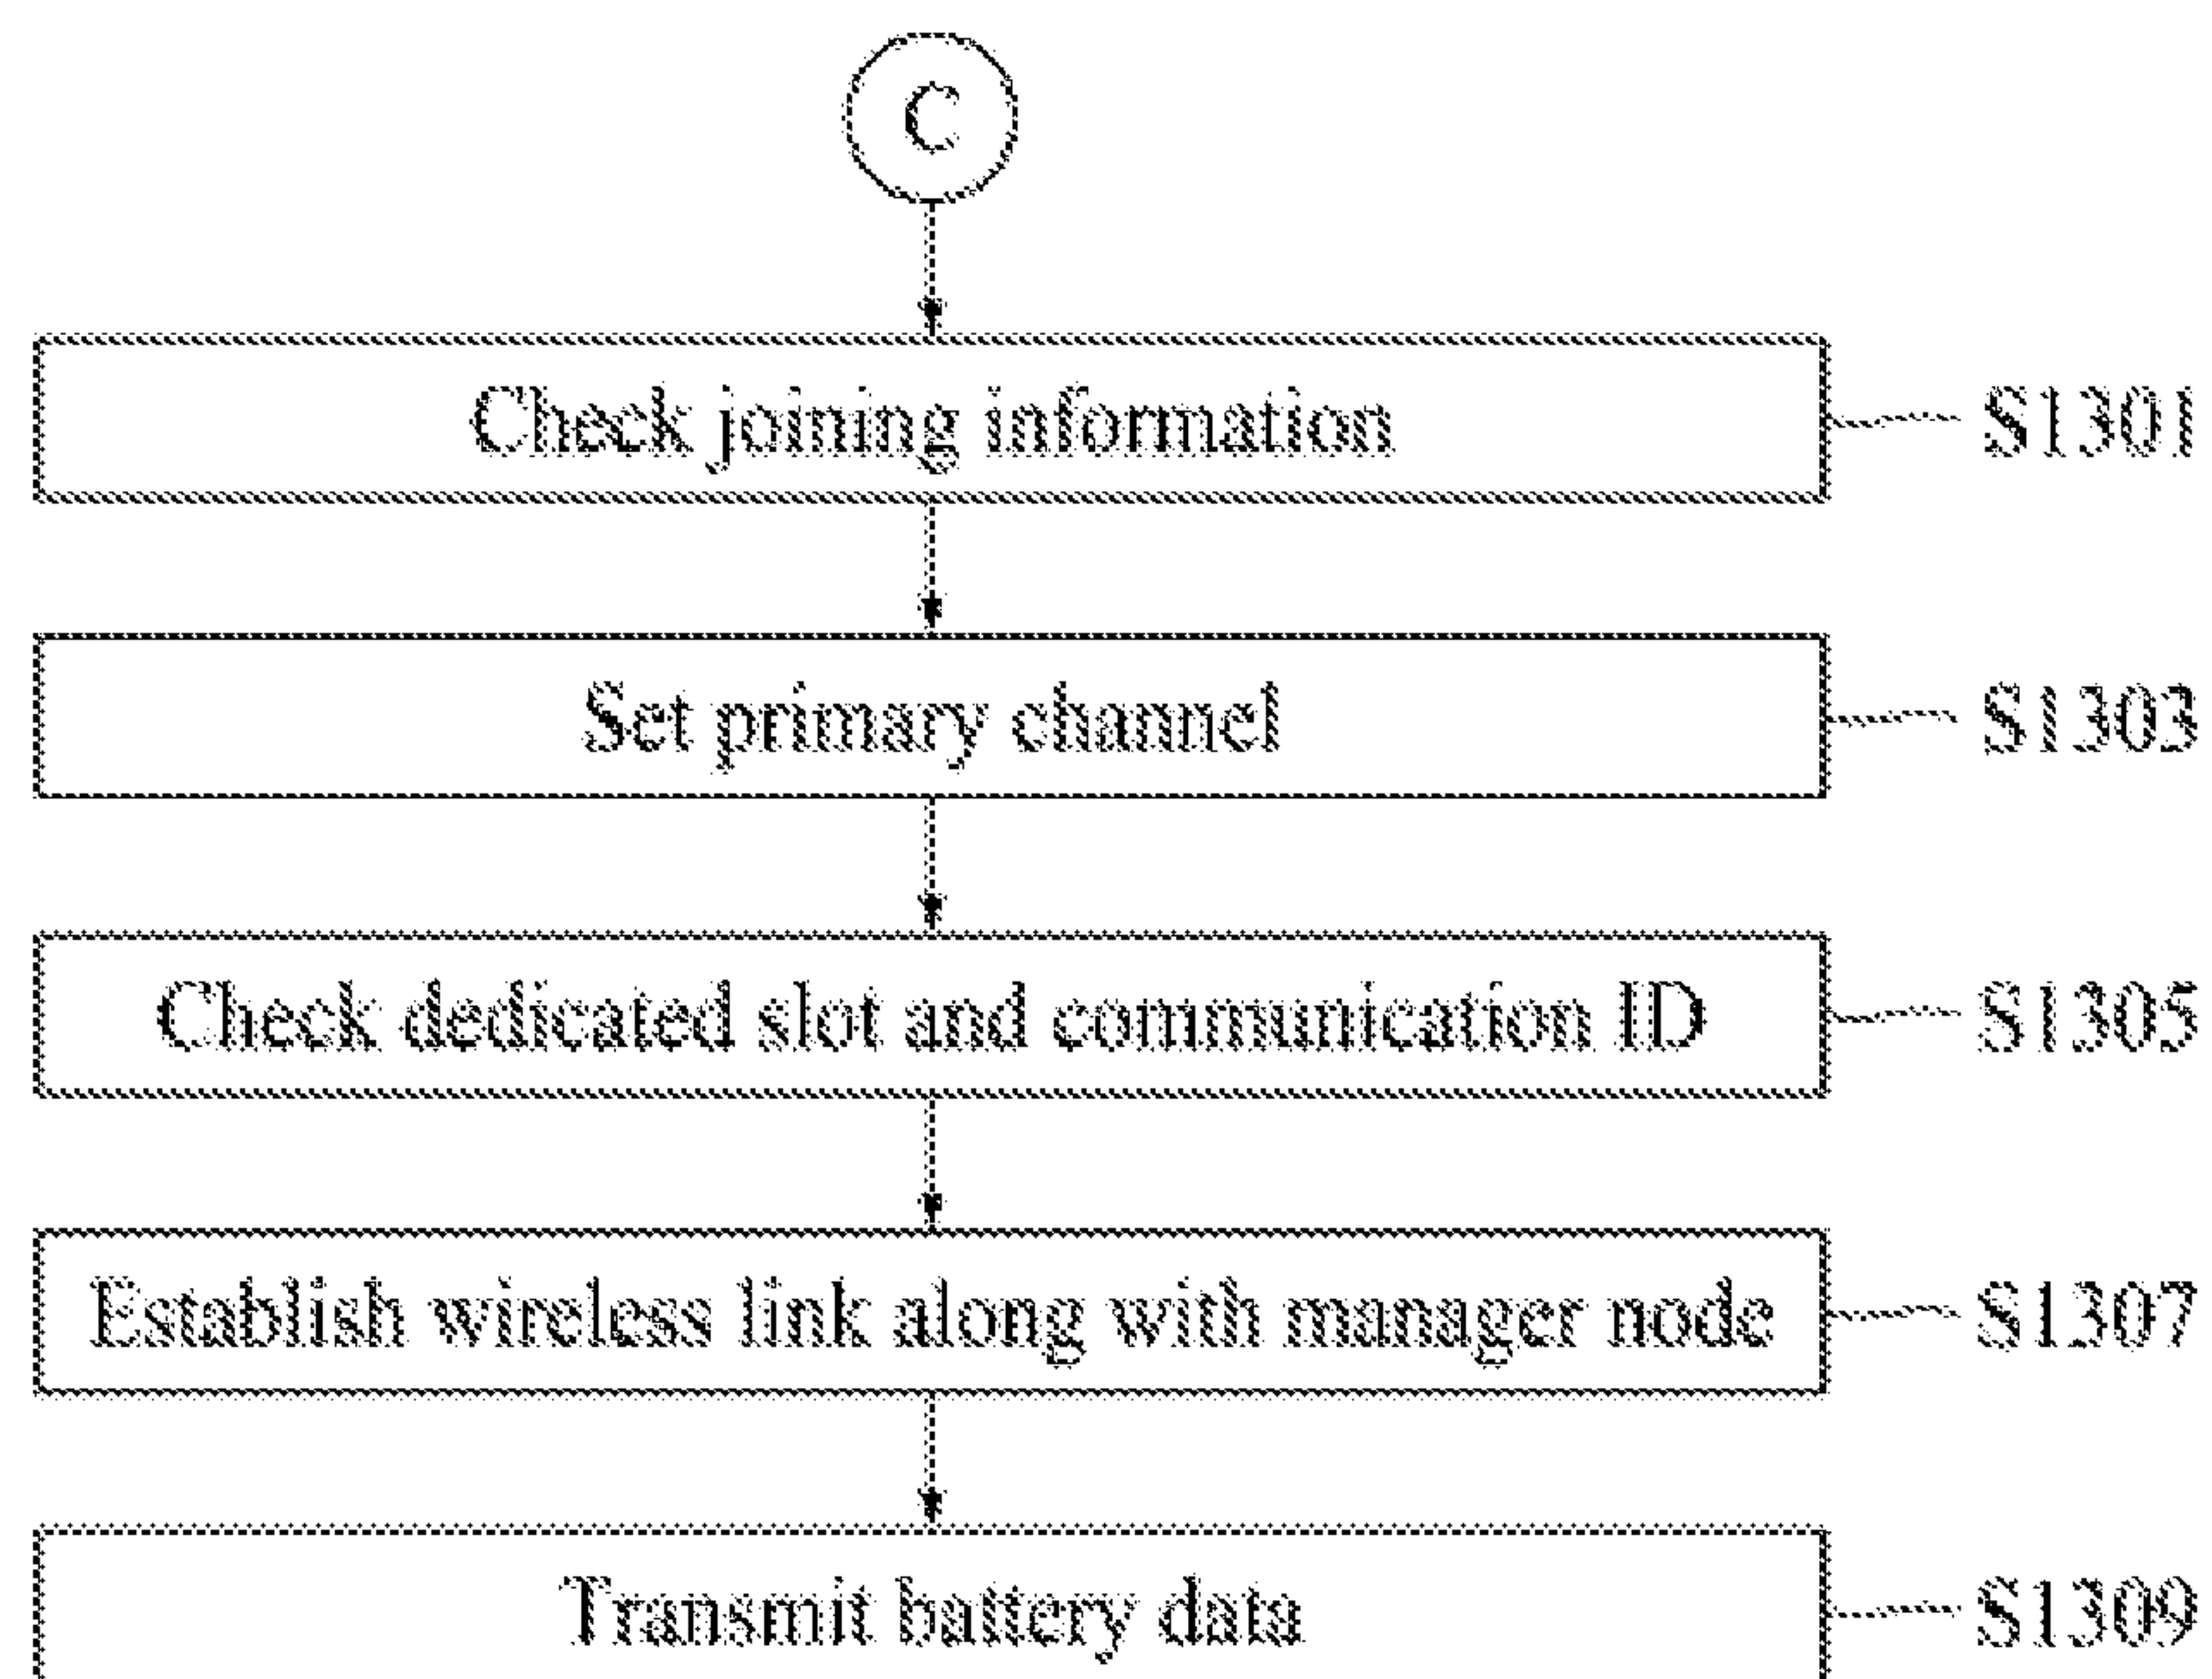 C
Check joining information S1301
Set primary channel S1303
Check dedicated slot and communication ID S1305
Establish wireless link along with manager node S1307
Transmit battery data S1309